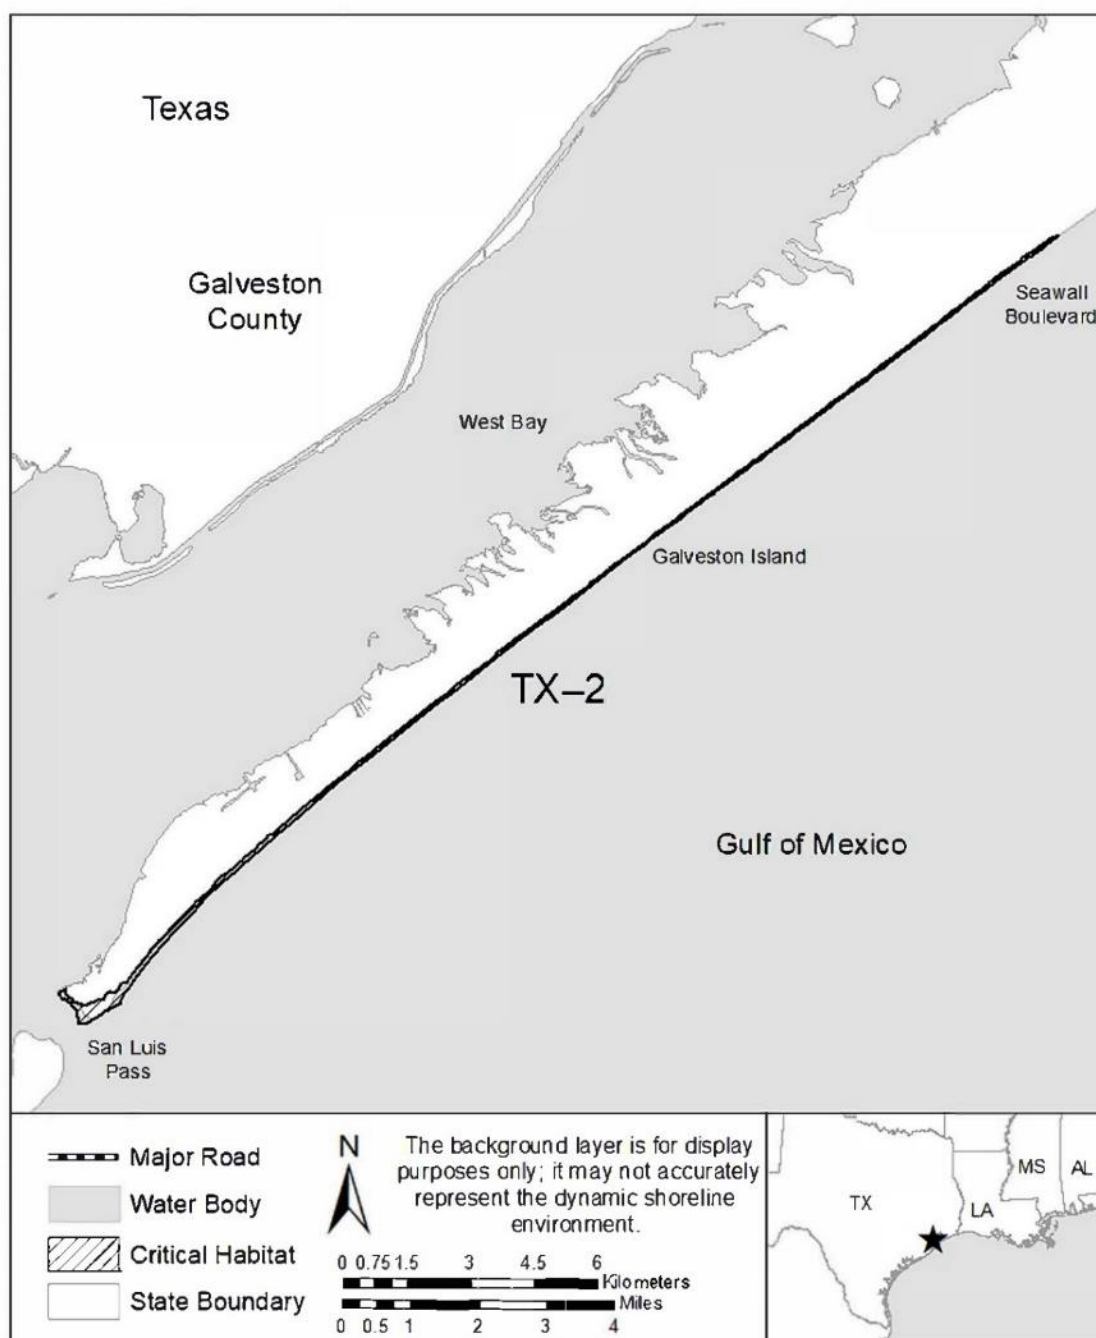 Texas
Galveston
County
Seawall
Boulevard
West Bay
Galveston Island
TX–2
Gulf of Mexico
San Luis
Pass
Major Road
Water Body
Critical Habitat
State Boundary
N
The background layer is for display
purposes only; it may not accurately
represent the dynamic shoreline
environment.
0 0.75 1.5 3 4.5 6
Kilometers
Miles
0 0.5 1 2 3 4
TX
LA
MS
AL